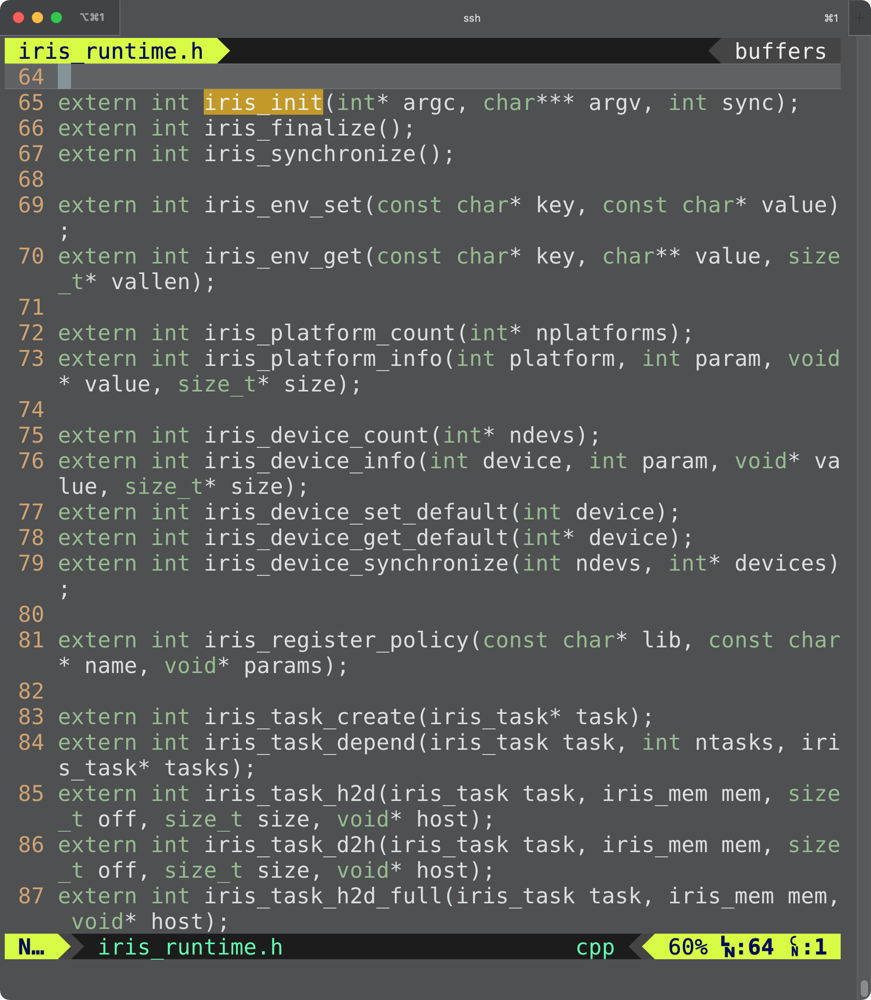 ⌥⌘1 ssh ⌘1 +
iris_runtime.h buffers
64
65 extern int iris_init(int* argc, char*** argv, int sync);
66 extern int iris_finalize();
67 extern int iris_synchronize();
68
69 extern int iris_env_set(const char* key, const char* value)
;
70 extern int iris_env_get(const char* key, char** value, size
_t* vallen);
71
72 extern int iris_platform_count(int* nplatforms);
73 extern int iris_platform_info(int platform, int param, void
* value, size_t* size);
74
75 extern int iris_device_count(int* ndevs);
76 extern int iris_device_info(int device, int param, void* va
lue, size_t* size);
77 extern int iris_device_set_default(int device);
78 extern int iris_device_get_default(int* device);
79 extern int iris_device_synchronize(int ndevs, int* devices)
;
80
81 extern int iris_register_policy(const char* lib, const char
* name, void* params);
82
83 extern int iris_task_create(iris_task* task);
84 extern int iris_task_depend(iris_task task, int ntasks, iri
s_task* tasks);
85 extern int iris_task_h2d(iris_task task, iris_mem mem, size
_t off, size_t size, void* host);
86 extern int iris_task_d2h(iris_task task, iris_mem mem, size
_t off, size_t size, void* host);
87 extern int iris_task_h2d_full(iris_task task, iris_mem mem,
void* host);
N… iris_runtime.h cpp 60% LN:64 CN:1